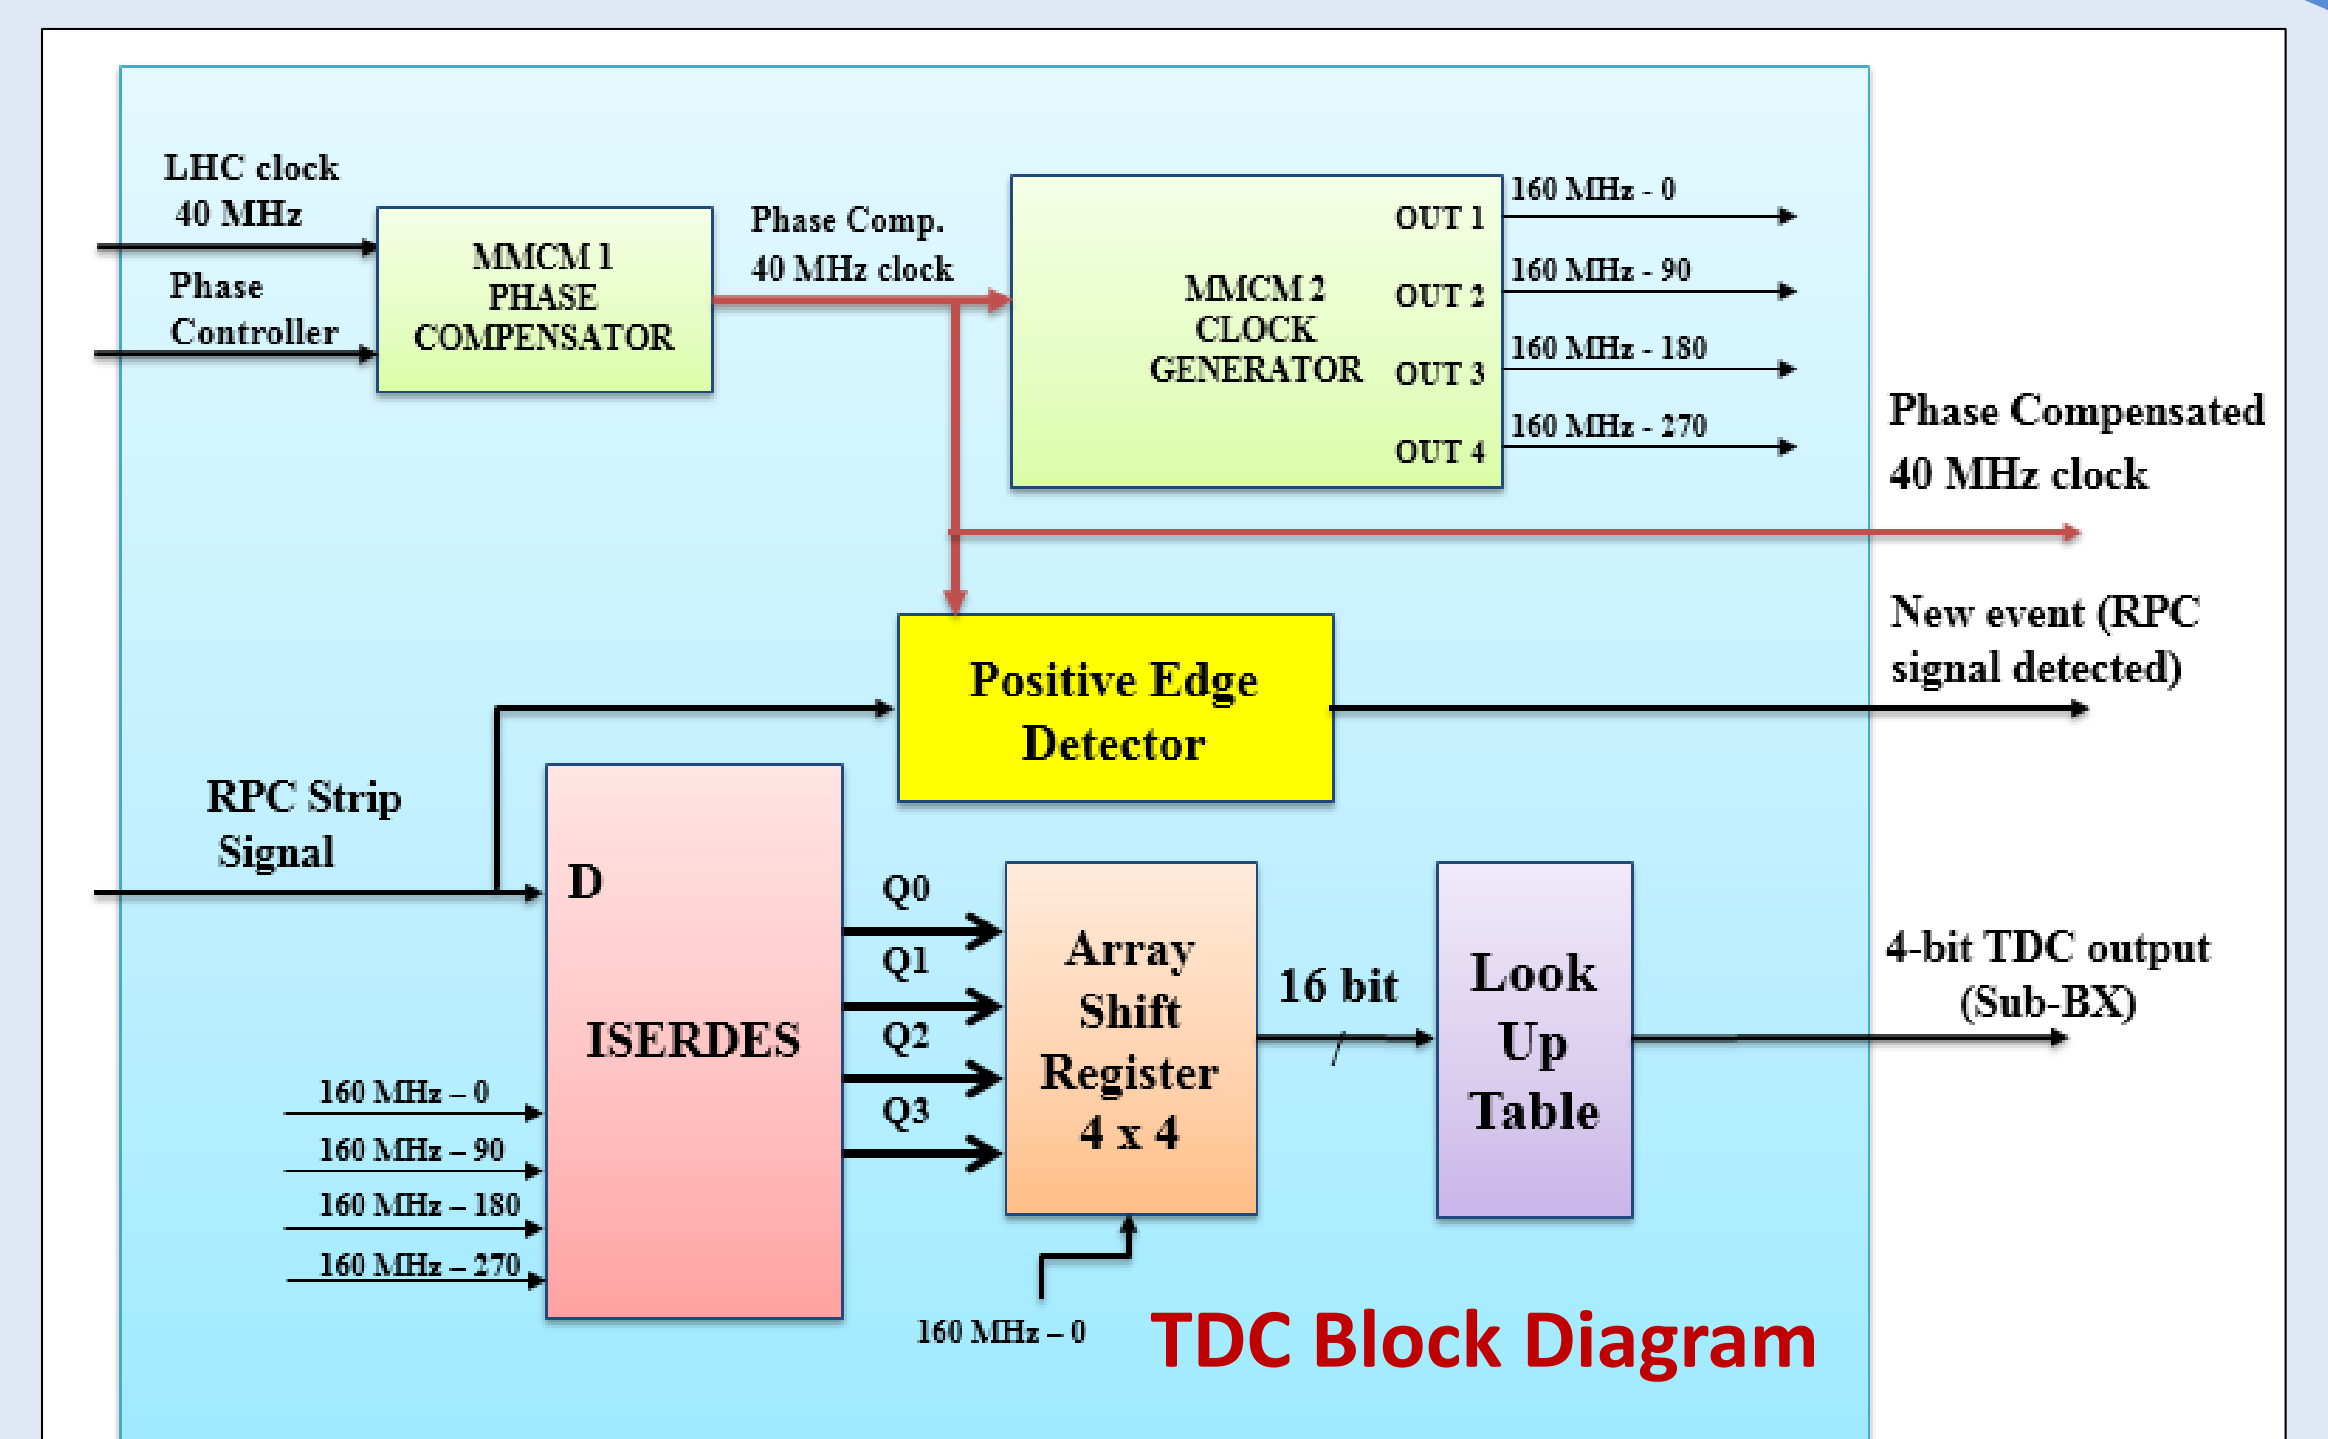 LHC clock
40 MHz
Phase
Controller
MMCM 1
PHASE
COMPENSATOR
Phase Comp.
40 MHz clock
MMCM 2
CLOCK
GENERATOR
OUT 1
OUT 2
OUT 3
OUT 4
160 MHz - 0
160 MHz - 90
160 MHz - 180
160 MHz - 270
Phase Compensated
40 MHz clock
Positive Edge
Detector
New event (RPC
signal detected)
RPC Strip
Signal
D
ISERDES
160 MHz – 0
160 MHz – 90
160 MHz – 180
160 MHz – 270
Q0
Q1
Q2
Q3
Array
Shift
Register
4 x 4
160 MHz – 0
16 bit
Look
Up
Table
4-bit TDC output
(Sub-BX)
TDC Block Diagram